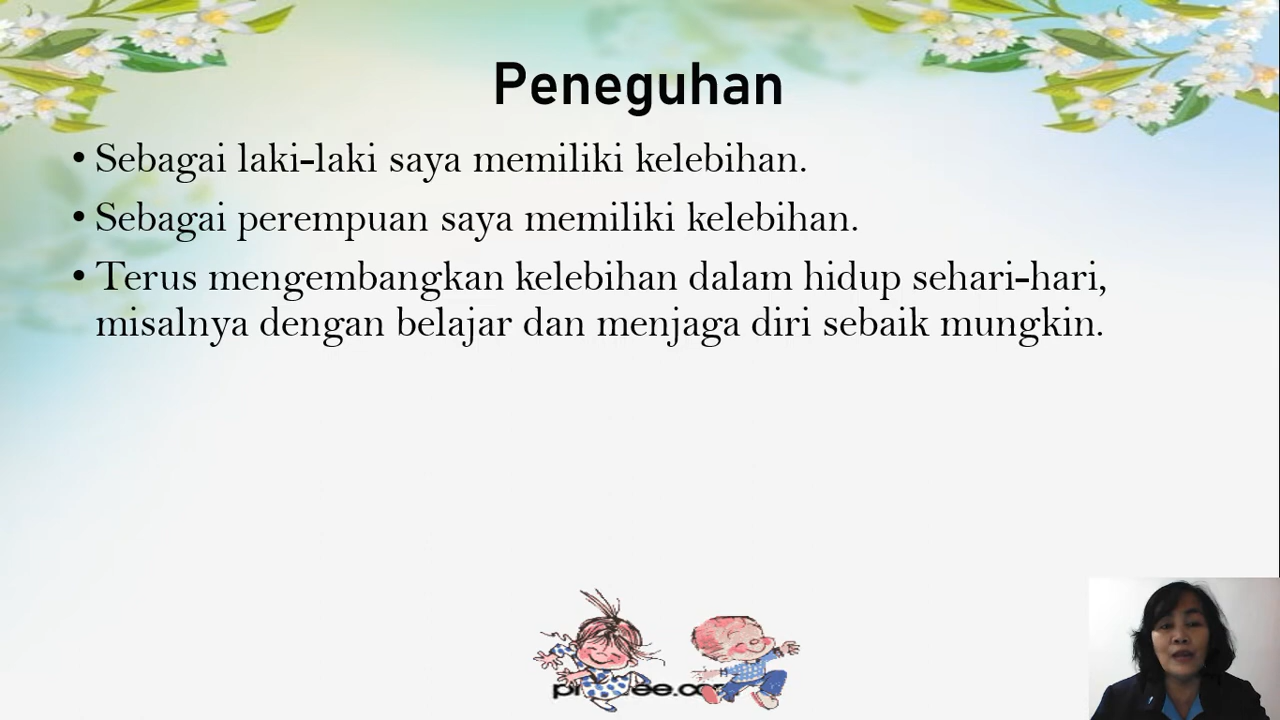 Peneguhan
• Sebagai laki-laki saya memiliki kelebihan.
• Sebagai perempuan saya memiliki kelebihan.
• Terus mengembangkan kelebihan dalam hidup sehari-hari,
misalnya dengan belajar dan menjaga diri sebaik mungkin.